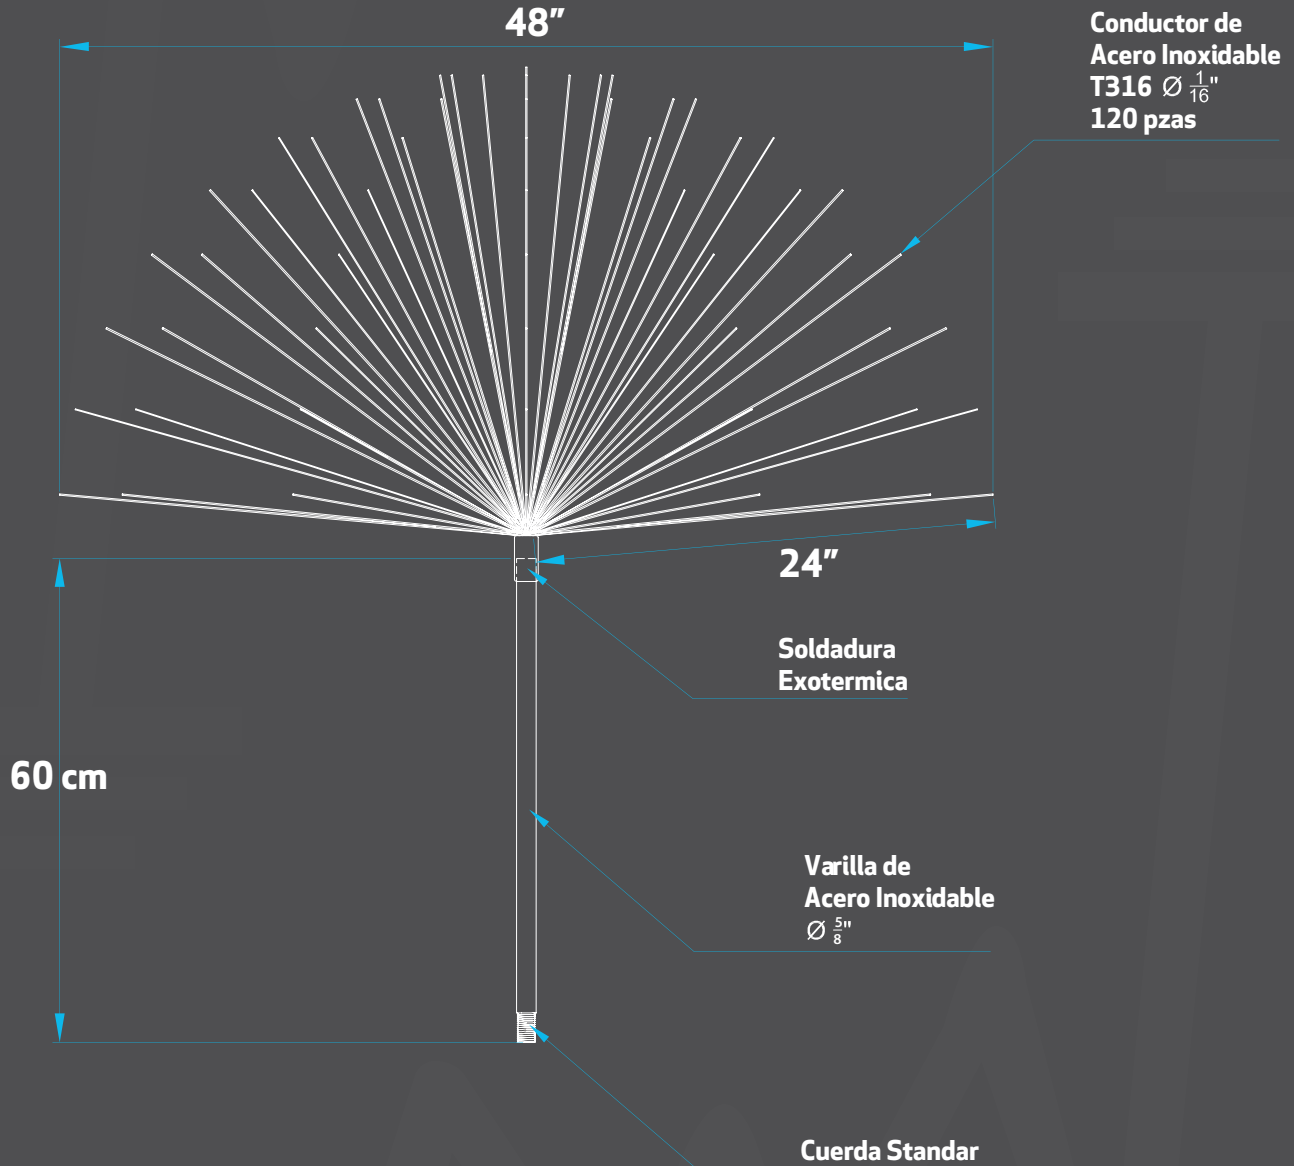 48”
Conductor de
Acero Inoxidable
T316 Ø 1/16"
120 pzas
24”
Soldadura
Exotermica
60 cm
Varilla de
Acero Inoxidable
Ø 5/8"
Cuerda Standar